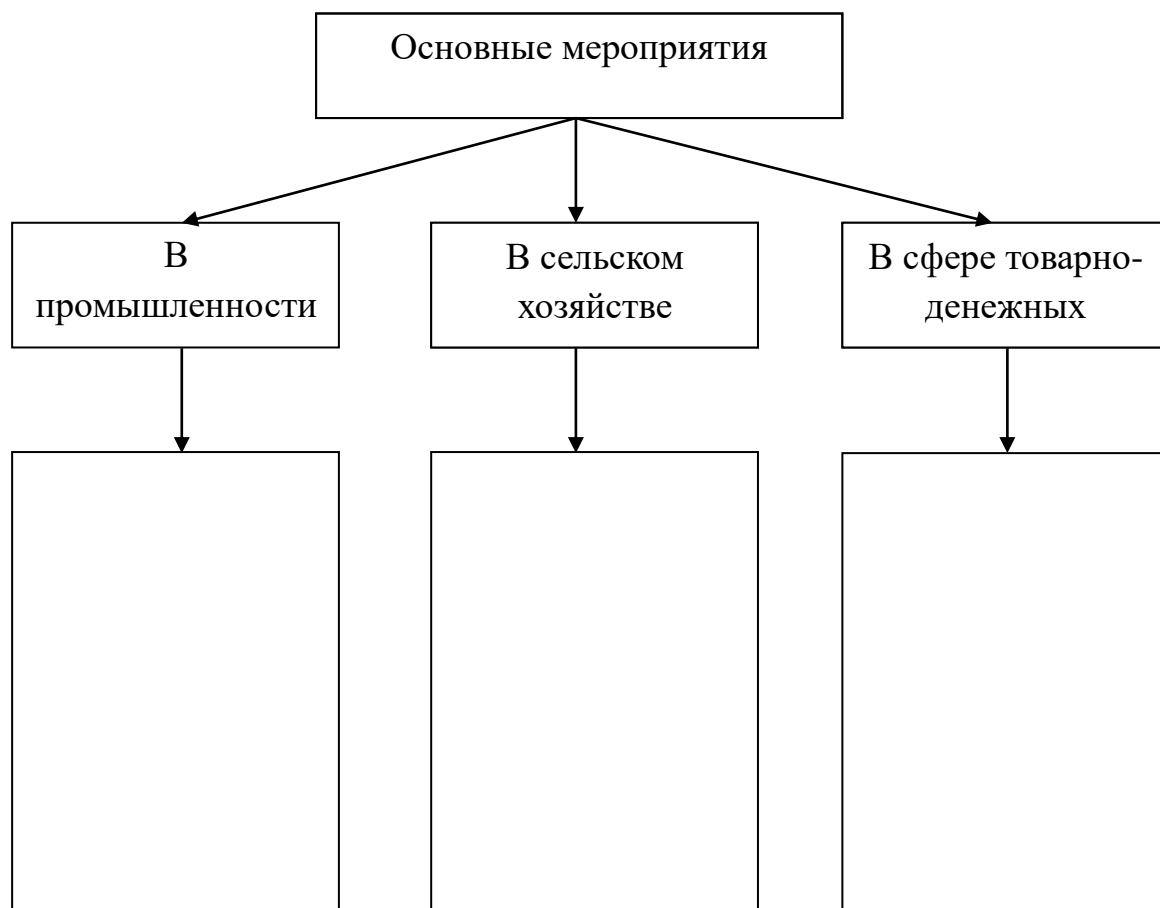 Основные мероприятия
В
промышленности
В сельском
хозяйстве
В сфере товарно-
денежных